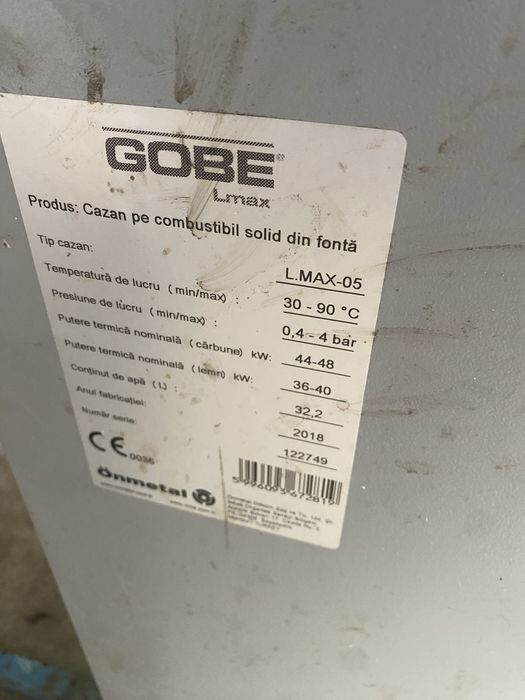 GOBE®
Lmax
Produs: Cazan pe combustibil solid din fontă
Tip cazan: L.MAX-05
Temperatură de lucru (min/max) : 30 - 90 °C
Presiune de lucru (min/max) : 0,4 - 4 bar
Putere termică nominală (cărbune) kW: 44-48
Putere termică nominală (lemn) kW: 36-40
Conținut de apă (L) : 32,2
Anul fabricației: 2018
Număr serie: 122749
CE 0036
önmetal